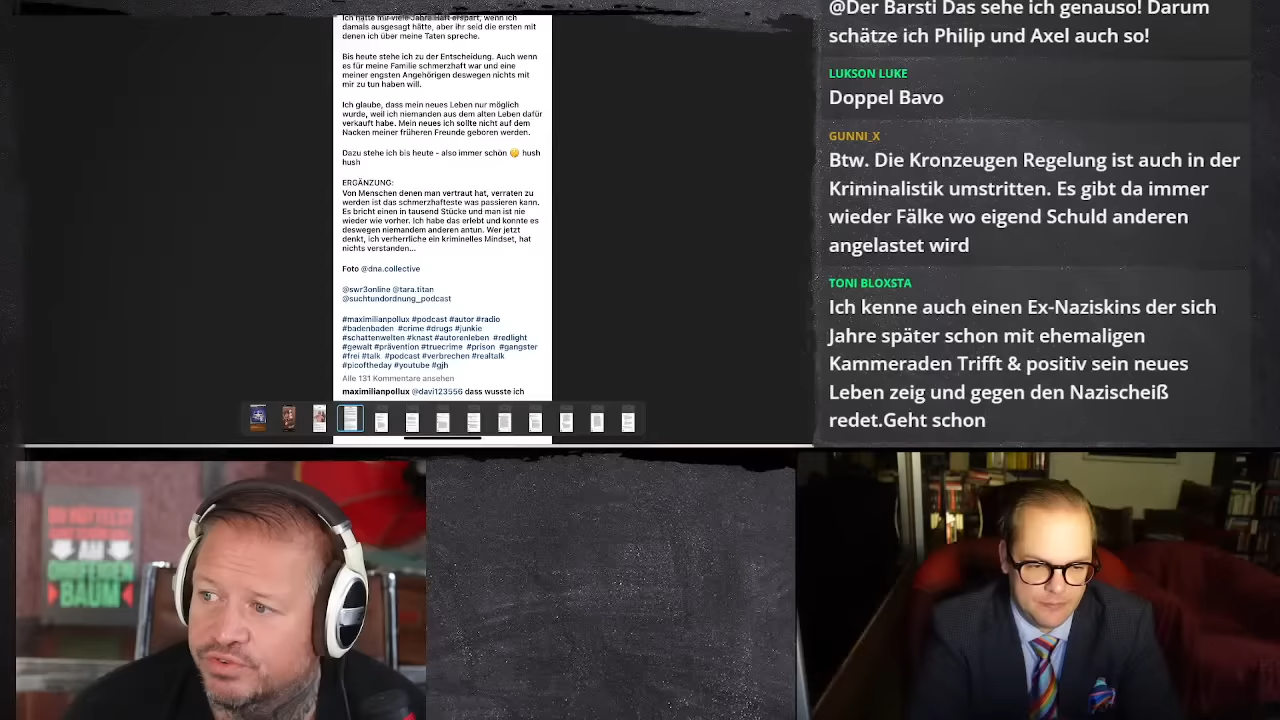 Ich hätte mir viele Jahre Haft erspart, wenn ich
damals ausgesagt hätte, aber ihr seid die ersten mit
denen ich über meine Taten spreche.
Bis heute stehe ich zu der Entscheidung. Auch wenn
es für meine Familie schmerzhaft war und eine
meiner engsten Angehörigen deswegen nichts mit
mir zu tun haben will.
Ich glaube, dass mein neues Leben nur möglich
wurde, weil ich niemanden aus dem alten Leben dafür
verkauft habe. Mein neues ich sollte nicht auf dem
Nacken meiner früheren Freunde geboren werden.
Dazu stehe ich bis heute - also immer schön 🤫 hush
hush
ERGÄNZUNG:
Von Menschen denen man vertraut hat, verraten zu
werden ist das schmerzhafteste was passieren kann.
Es bricht einen in tausend Stücke und man ist nie
wieder wie vorher. Ich habe das erlebt und konnte es
deswegen niemandem anderen antun. Wer jetzt
denkt, ich verherrliche ein kriminelles Mindset, hat
nichts verstanden...
Foto @dna.collective
@swr3online @tara.titan
@suchtundordnung_podcast
#maximilianpollux #podcast #autor #radio
#badenbaden #crime #drugs #junkie
#schattenwelten #knast #autorenleben #redlight
#gewalt #prävention #truecrime #prison #gangster
#frei #talk #podcast #verbrechen #realtalk
#picoftheday #youtube #gjh
Alle 131 Kommentare ansehen
maximilianpollux @davi123556 dass wusste ich
@Der Barsti Das sehe ich genauso! Darum
schätze ich Philip und Axel auch so!
LUKSON LUKE
Doppel Bavo
GUNNI_X
Btw. Die Kronzeugen Regelung ist auch in der
Kriminalistik umstritten. Es gibt da immer
wieder Fälke wo eigend Schuld anderen
angelastet wird
TONI BLOXSTA
Ich kenne auch einen Ex-Naziskins der sich
Jahre später schon mit ehemaligen
Kammeraden Trifft & positiv sein neues
Leben zeig und gegen den Nazischeiß
redet.Geht schon
DU HÄTTEST
AM
BAUM